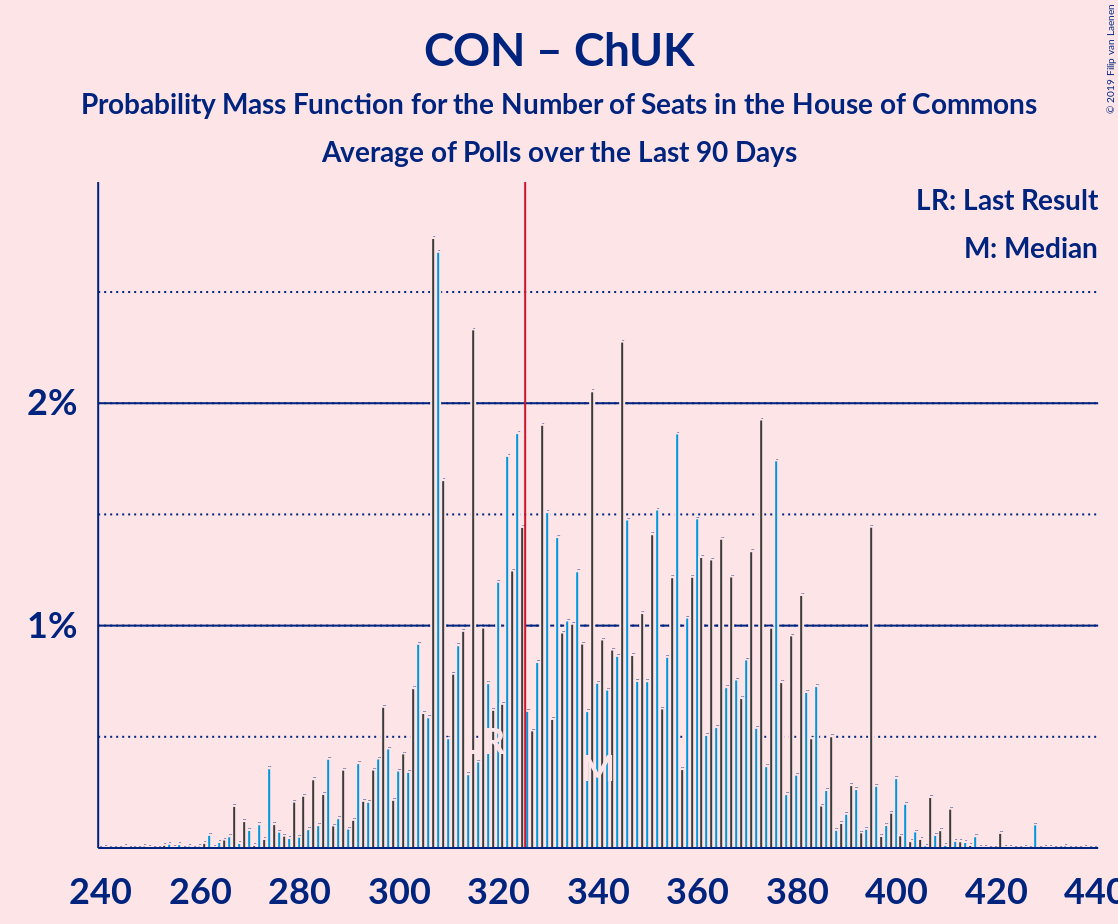 CON – ChUK
Probability Mass Function for the Number of Seats in the House of Commons
Average of Polls over the Last 90 Days
© 2019 Filip van Laenen
LR: Last Result
M: Median
2%
1%
LR
M
240 260 280 300 320 340 360 380 400 420 440